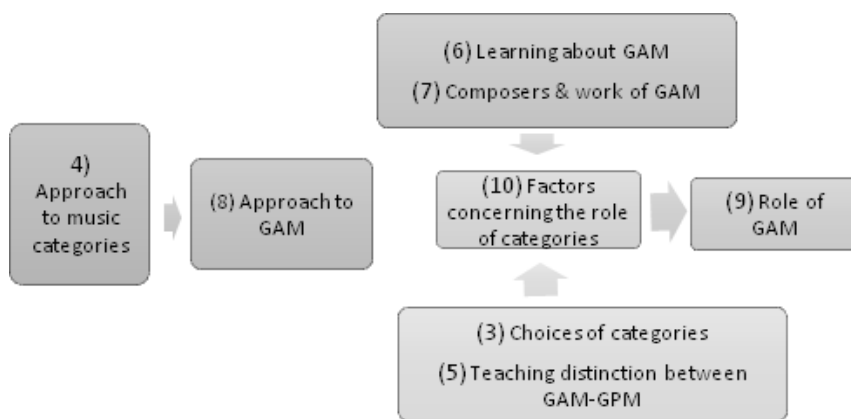 (6) Learning about GAM
(7) Composers & work of GAM
4)
Approach
to music
categories
(8) Approach to
GAM
(10) Factors
concerning the role
of categories
(9) Role of
GAM
(3) Choices of categories
(5) Teaching distinction between
GAM-GPM